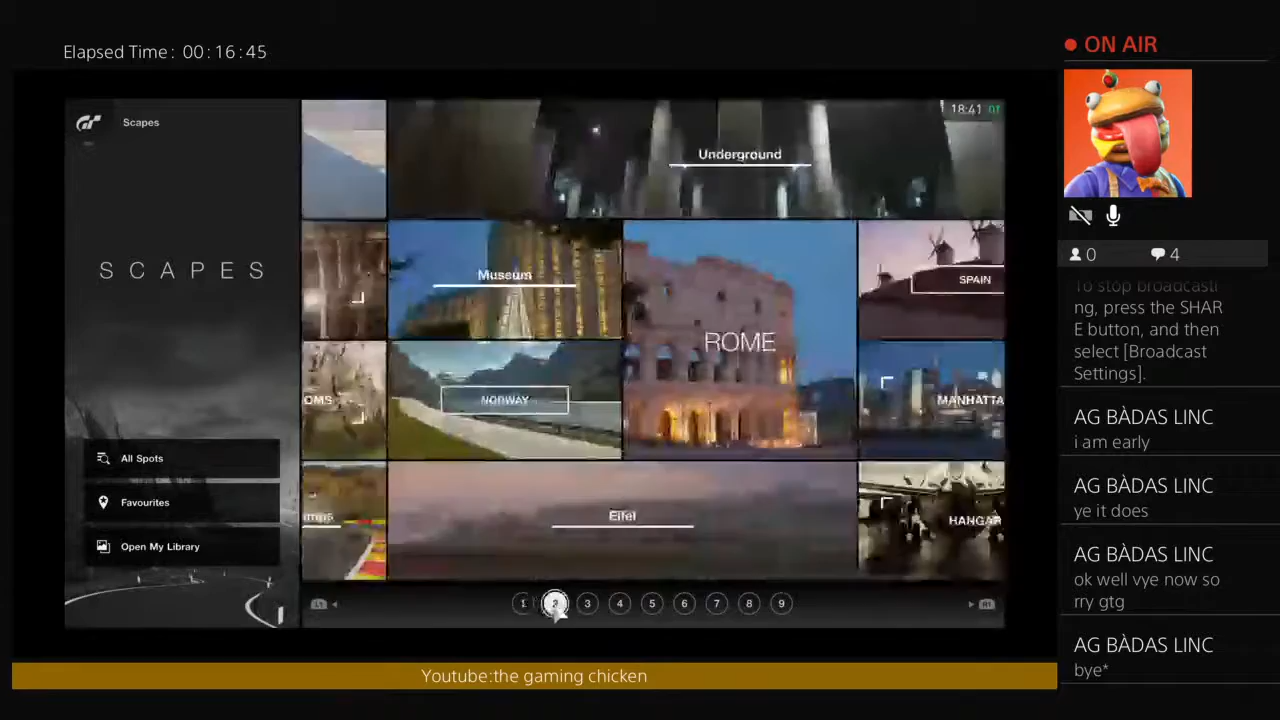 Elapsed Time: 00:16:45
ON AIR
Scapes
18:41
Underground
SCAPES
Museum
ROME
SPAIN
OMS
NORWAY
MANHATTA
All Spots
Favourites
Open My Library
Eifel
HANGAR
L1
1
2
3
4
5
6
7
8
9
R1
0
4
To stop broadcasti
ng, press the SHAR
E button, and then
select [Broadcast
Settings].
AG BÀDAS LINC
i am early
AG BÀDAS LINC
ye it does
AG BÀDAS LINC
ok well vye now so
rry gtg
AG BÀDAS LINC
bye*
Youtube:the gaming chicken